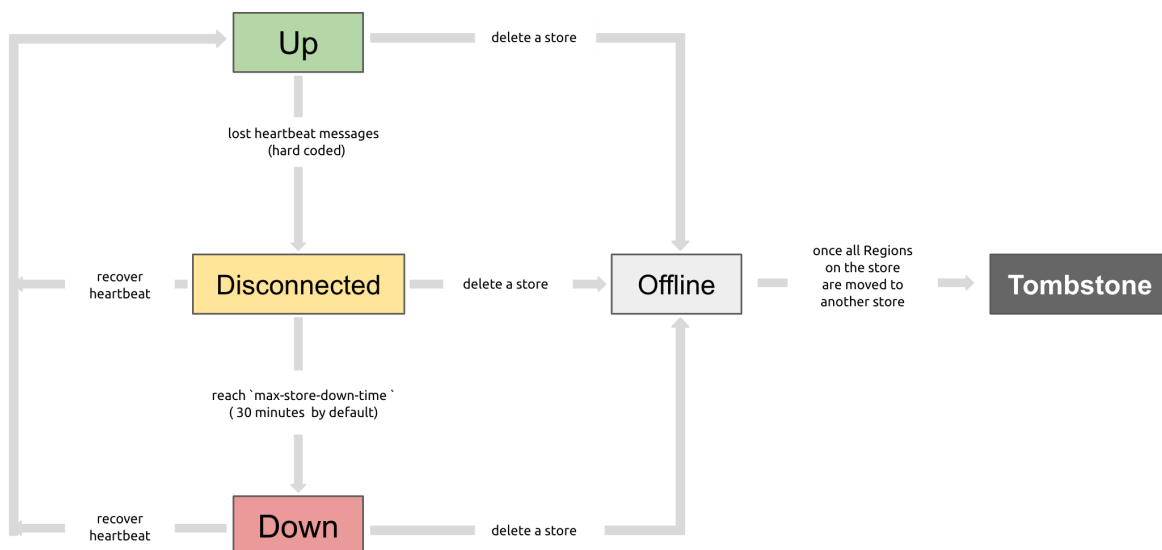 Up
delete a store
lost heartbeat messages
(hard coded)
recover
heartbeat
Disconnected
delete a store
Offline
once all Regions
on the store
are moved to
another store
Tombstone
reach `max-store-down-time `
( 30 minutes  by default)
recover
heartbeat
Down
delete a store